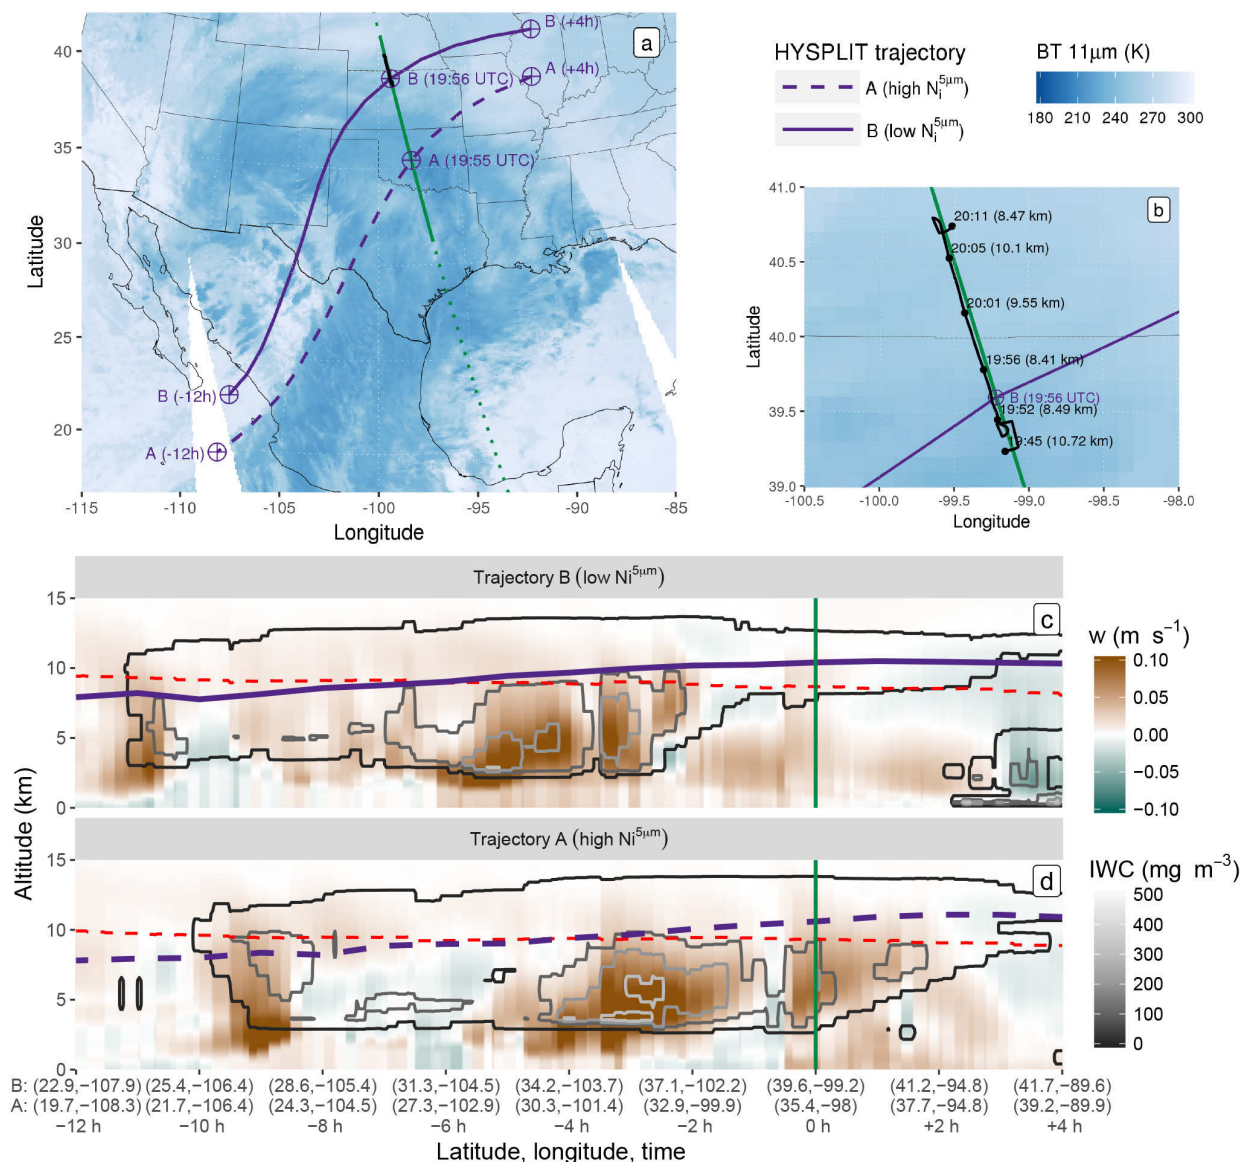 B (+4h)
A (+4h)
B (19:56 UTC)
A (19:55 UTC)
B (-12h)
A (-12h)
a
40
35
30
25
20
Latitude
-115
-110
-105
-100
-95
-90
-85
Longitude
HYSPLIT trajectory
A (high Ni5μm)
B (low Ni5μm)
BT 11μm (K)
180 210 240 270 300
b
41.0
40.5
40.0
39.5
39.0
Latitude
20:11 (8.47 km)
20:05 (10.1 km)
20:01 (9.55 km)
19:56 (8.41 km)
B (19:56 UTC)
19:52 (8.49 km)
19:45 (10.72 km)
-100.5
-100.0
-99.5
-99.0
-98.5
-98.0
Longitude
Trajectory B (low Ni5μm)
c
15
10
5
0
Trajectory A (high Ni5μm)
d
15
10
5
0
Altitude (km)
w (m s−1)
0.10
0.05
0.00
−0.05
−0.10
IWC (mg m−3)
500
400
300
200
100
0
B: (22.9,−107.9) (25.4,−106.4) (28.6,−105.4) (31.3,−104.5) (34.2,−103.7) (37.1,−102.2) (39.6,−99.2) (41.2,−94.8) (41.7,−89.6)
A: (19.7,−108.3) (21.7,−106.4) (24.3,−104.5) (27.3,−102.9) (30.3,−101.4) (32.9,−99.9) (35.4,−98) (37.7,−94.8) (39.2,−89.9)
−12 h −10 h −8 h −6 h −4 h −2 h 0 h +2 h +4 h
Latitude, longitude, time